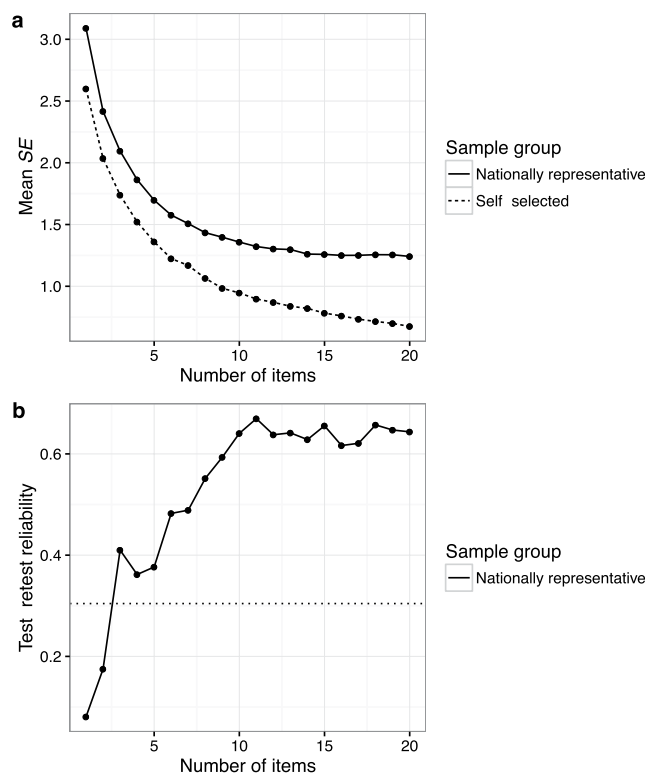 a
3.0
2.5
2.0
1.5
1.0
Mean SE
5 10 15 20
Number of items
Sample group
Nationally representative
Self selected
b
0.6
0.4
0.2
Test retest reliability
5 10 15 20
Number of items
Sample group
Nationally representative